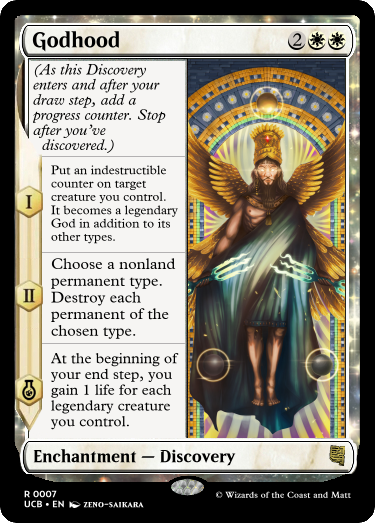 Godhood 2
(As this Discovery
enters and after your
draw step, add a
progress counter. Stop
after you've
discovered.)
I
Put an indestructible
counter on target
creature you control.
It becomes a legendary
God in addition to its
other types.
II
Choose a nonland
permanent type.
Destroy each
permanent of the
chosen type.
At the beginning of
your end step, you
gain 1 life for each
legendary creature
you control.
Enchantment — Discovery
R 0007
UCB • EN ZENO-SAIKARA
© Wizards of the Coast and Matt